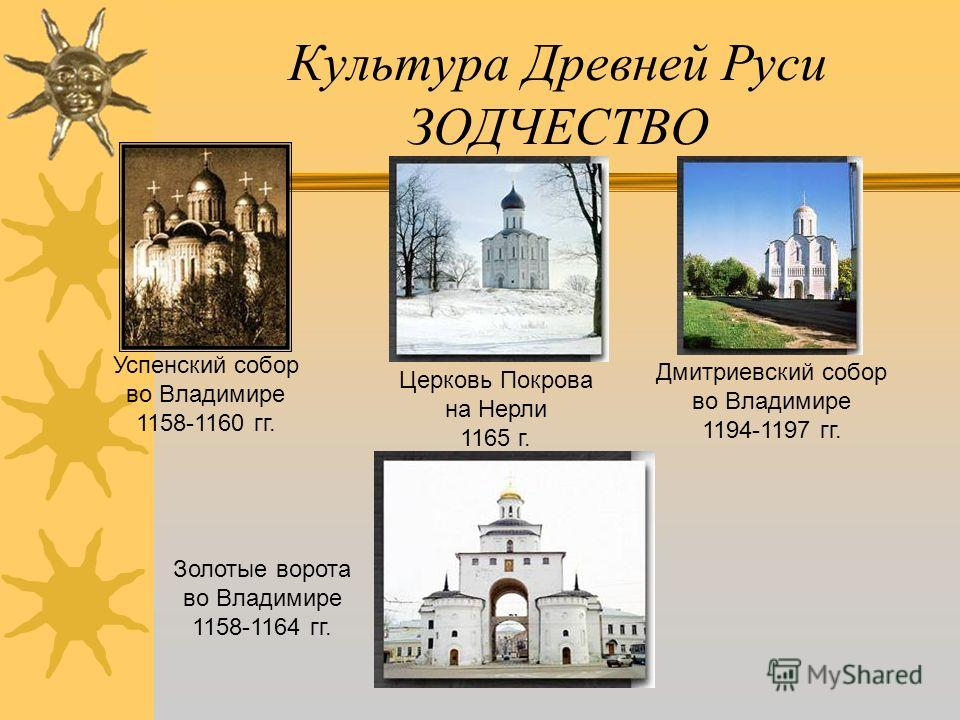 Культура Древней Руси
ЗОДЧЕСТВО
Успенский собор
во Владимире
1158-1160 гг.
Церковь Покрова
на Нерли
1165 г.
Дмитриевский собор
во Владимире
1194-1197 гг.
Золотые ворота
во Владимире
1158-1164 гг.
MyShared